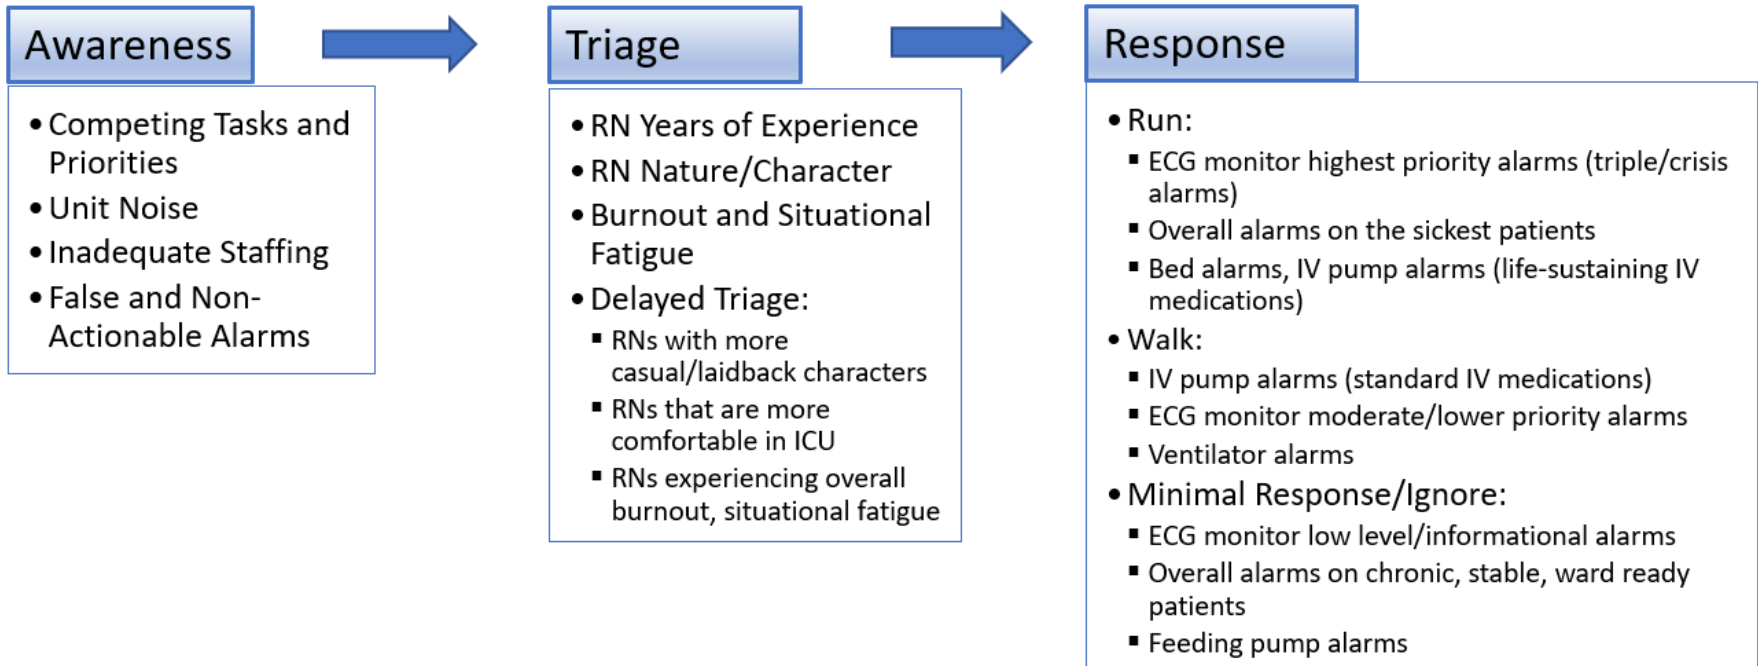 Awareness
• Competing Tasks and
Priorities
• Unit Noise
• Inadequate Staffing
• False and Non-
Actionable Alarms
Triage
• RN Years of Experience
• RN Nature/Character
• Burnout and Situational
Fatigue
• Delayed Triage:
▪ RNs with more
casual/laidback characters
▪ RNs that are more
comfortable in ICU
▪ RNs experiencing overall
burnout, situational fatigue
Response
• Run:
▪ ECG monitor highest priority alarms (triple/crisis
alarms)
▪ Overall alarms on the sickest patients
▪ Bed alarms, IV pump alarms (life-sustaining IV
medications)
• Walk:
▪ IV pump alarms (standard IV medications)
▪ ECG monitor moderate/lower priority alarms
▪ Ventilator alarms
• Minimal Response/Ignore:
▪ ECG monitor low level/informational alarms
▪ Overall alarms on chronic, stable, ward ready
patients
▪ Feeding pump alarms